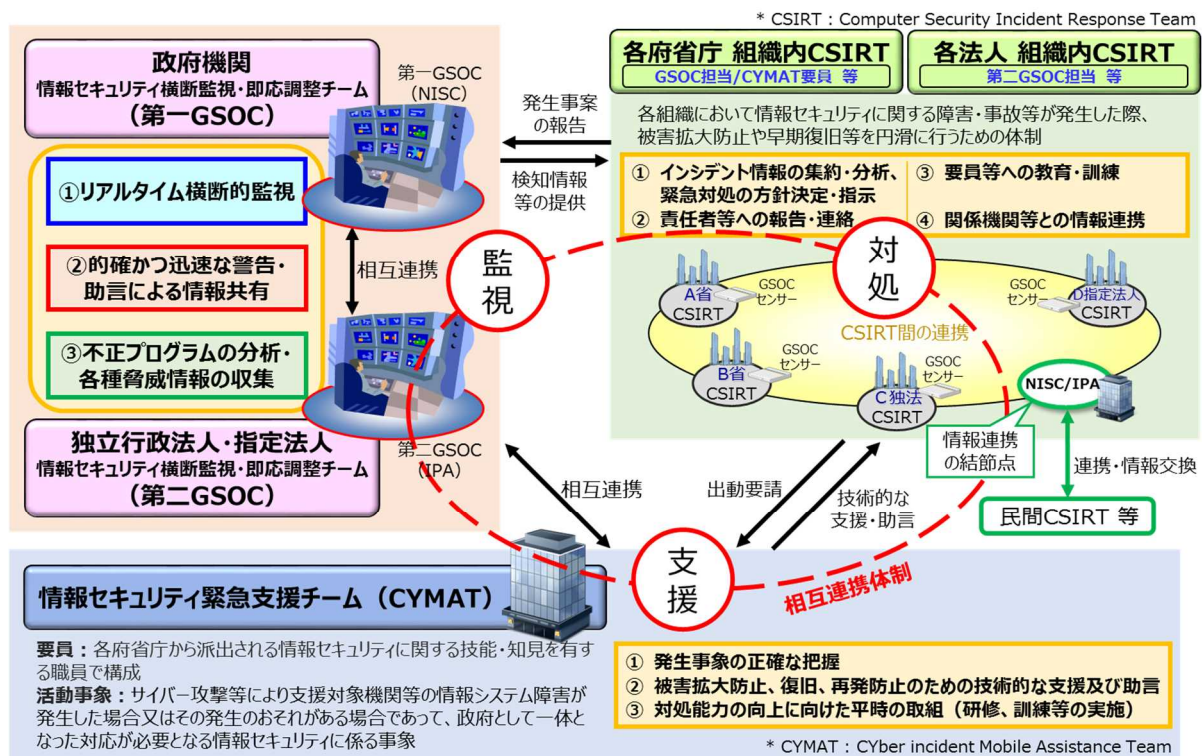 * CSIRT : Computer Security Incident Response Team
政府機関
情報セキュリティ横断監視・即応調整チーム
（第一GSOC）
第一GSOC
（NISC）
①リアルタイム横断的監視
②的確かつ迅速な警告・
助言による情報共有
③不正プログラムの分析・
各種脅威情報の収集
相互連携
独立行政法人・指定法人
情報セキュリティ横断監視・即応調整チーム
（第二GSOC）
第二GSOC
（IPA）
発生事案
の報告
検知情報
等の提供
監視
各府省庁 組織内CSIRT
GSOC担当/CYMAT要員 等
各法人 組織内CSIRT
第二GSOC担当 等
各組織において情報セキュリティに関する障害・事故等が発生した際、
被害拡大防止や早期復旧等を円滑に行うための体制
① インシデント情報の集約・分析、
緊急対処の方針決定・指示
② 責任者等への報告・連絡
③ 要員等への教育・訓練
④ 関係機関等との情報連携
対処
A省
CSIRT
GSOC
センサー
D指定法人
CSIRT
GSOC
センサー
CSIRT間の連携
B省
CSIRT
GSOC
センサー
C独法
CSIRT
GSOC
センサー
NISC/IPA
情報連携
の結節点
連携・情報交換
民間CSIRT 等
相互連携
出動要請
技術的な
支援・助言
支援
相互連携体制
情報セキュリティ緊急支援チーム（CYMAT）
要員：各府省庁から派出される情報セキュリティに関する技能・知見を有す
る職員で構成
活動事象：サイバー攻撃等により支援対象機関等の情報システム障害が
発生した場合又はその発生のおそれがある場合であって、政府として一体
となった対応が必要となる情報セキュリティに係る事象
① 発生事象の正確な把握
② 被害拡大防止、復旧、再発防止のための技術的な支援及び助言
③ 対処能力の向上に向けた平時の取組（研修、訓練等の実施）
* CYMAT : CYber incident Mobile Assistance Team